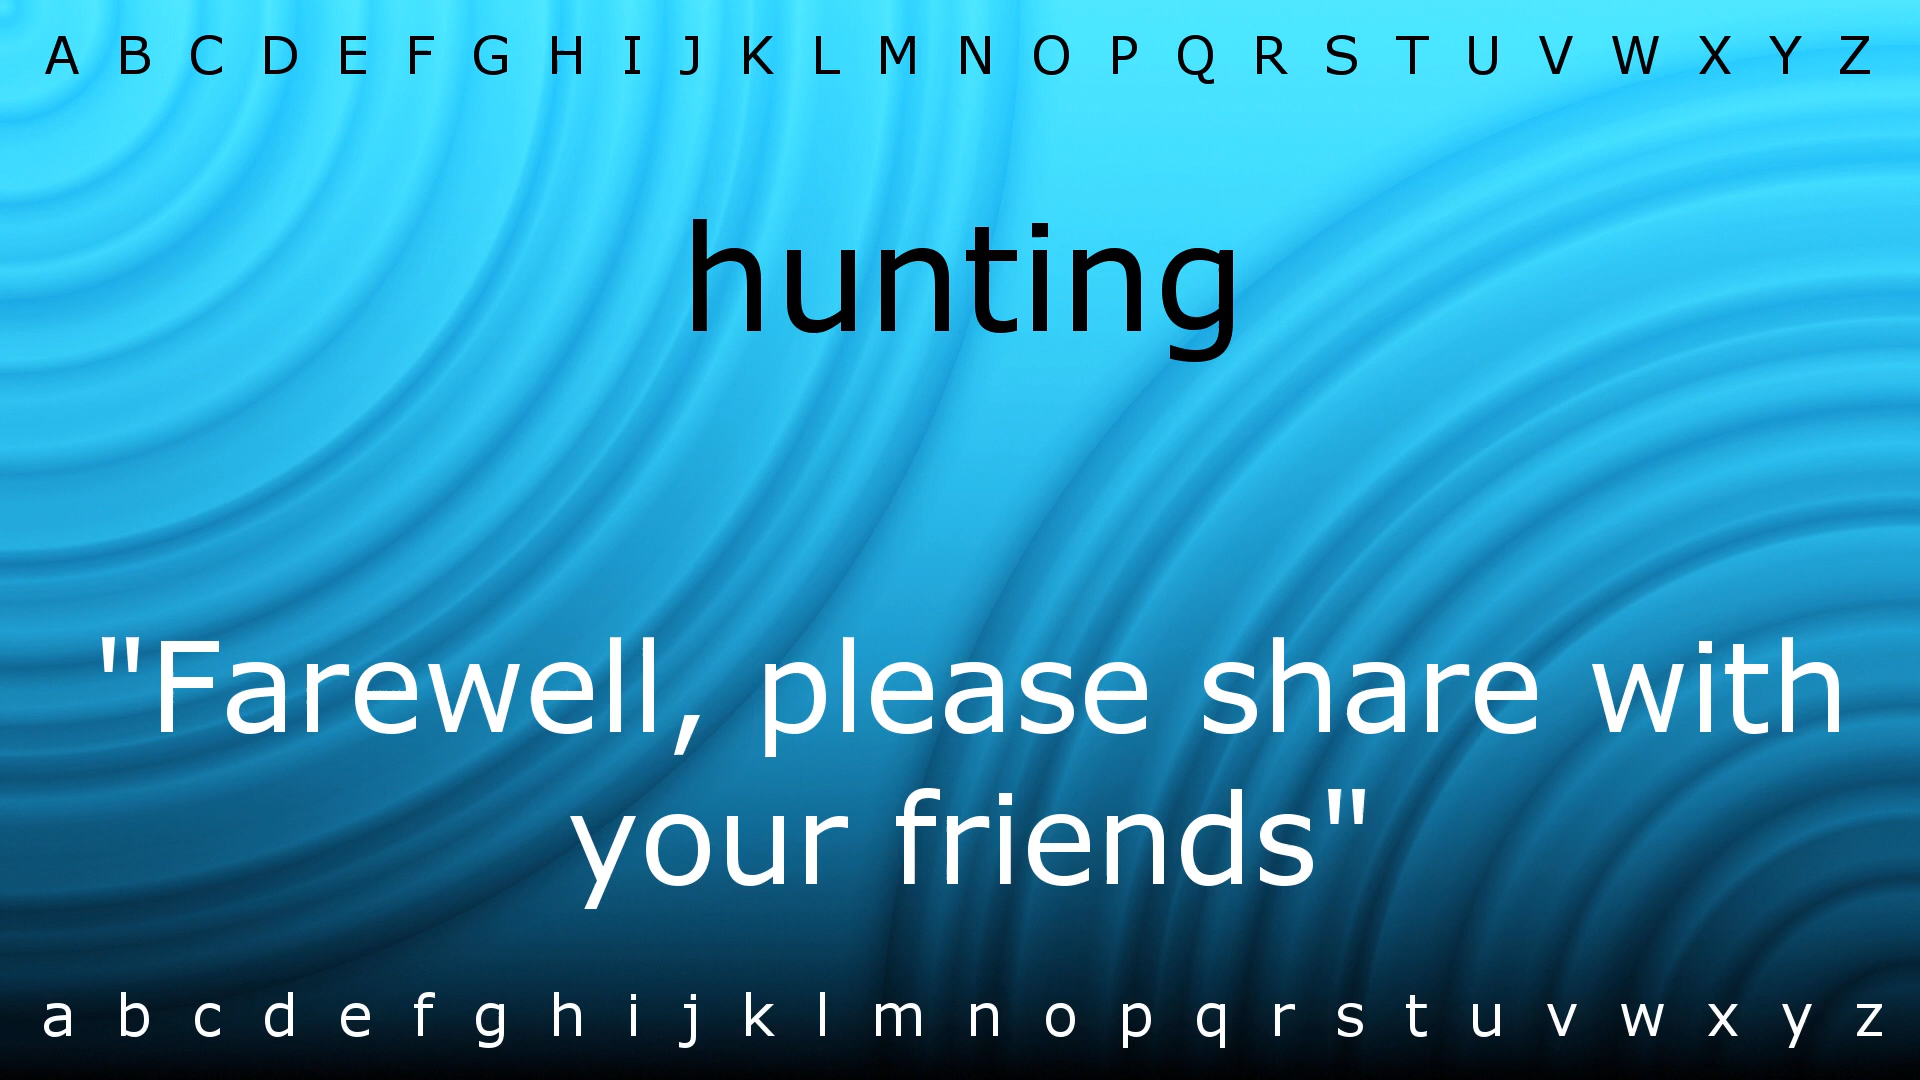 A B C D E F G H I J K L M N O P Q R S T U V W X Y Z
hunting
"Farewell, please share with
your friends"
a b c d e f g h i j k l m n o p q r s t u v w x y z